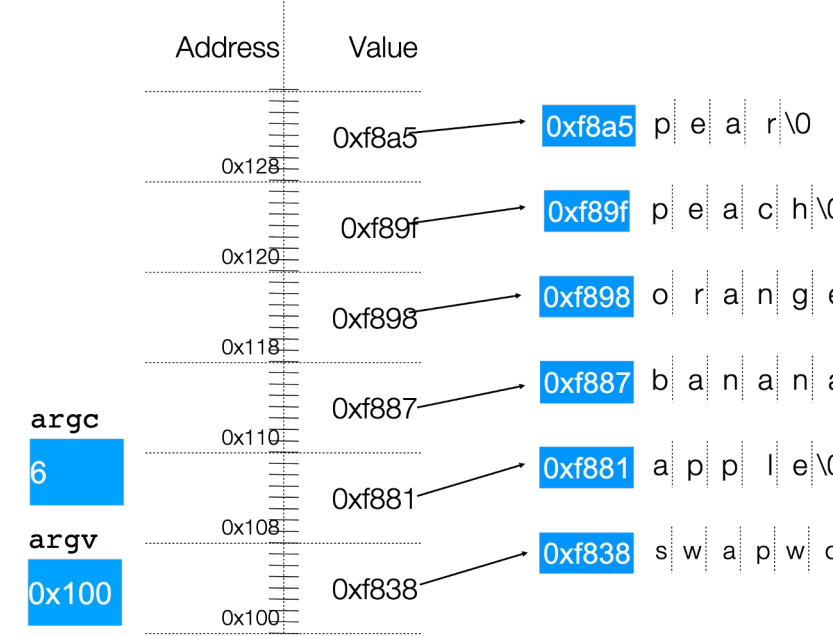 Address Value
0xf8a5 0xf8a5 p e a r \0
0x128
0xf89f 0xf89f p e a c h \0
0x120
0xf898 0xf898 o r a n g e
0x118
0xf887 0xf887 b a n a n a
0x110
argc
6
0xf881 0xf881 a p p l e \0
0x108
argv
0x100
0xf838 0xf838 s w a p w
0x100